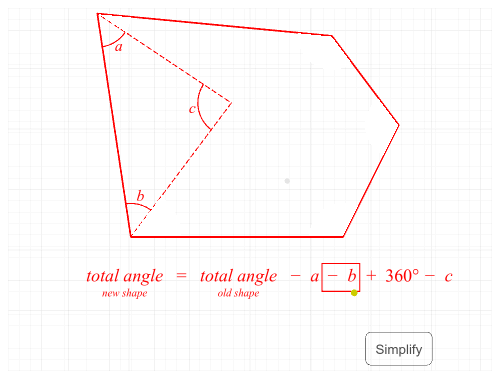 a
c
b
total angle = total angle − a − b + 360° − c
new shape old shape
Simplify